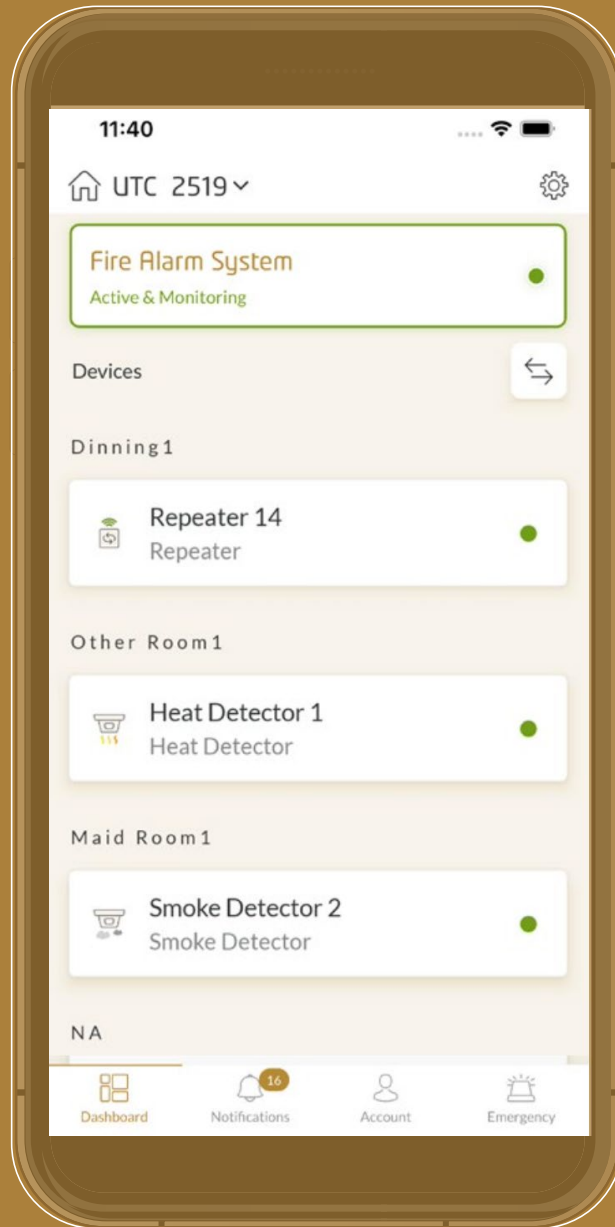 11:40
UTC 2519
Fire Alarm System
Active & Monitoring
Devices
Dinning1
Repeater 14
Repeater
Other Room1
Heat Detector 1
Heat Detector
Maid Room1
Smoke Detector 2
Smoke Detector
NA
16
Dashboard
Notifications
Account
Emergency